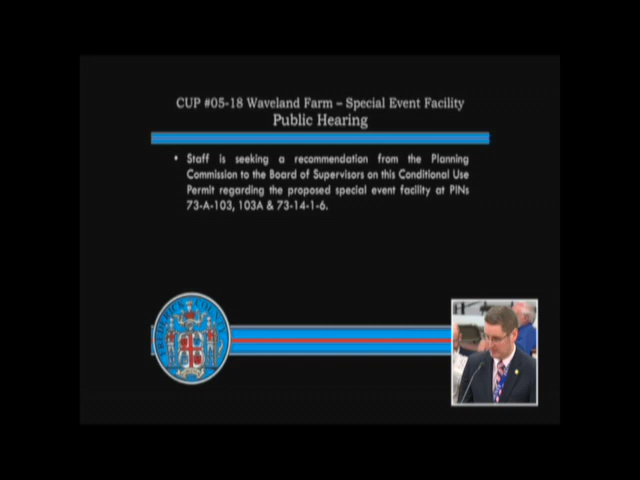 CUP #05-18 Waveland Farm – Special Event Facility
Public Hearing
• Staff is seeking a recommendation from the Planning
Commission to the Board of Supervisors on this Conditional Use
Permit regarding the proposed special event facility at PINs
73-A-103, 103A & 73-14-1-6.
FREDERICK COUNTY